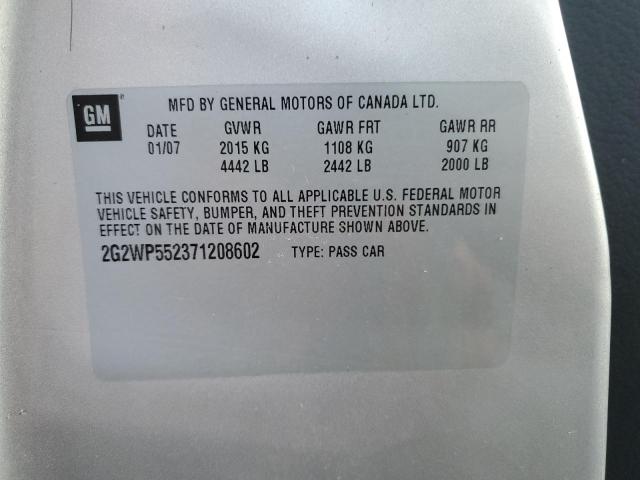 GM ® MFD BY GENERAL MOTORS OF CANADA LTD.
DATE GVWR GAWR FRT GAWR RR
01/07 2015 KG 1108 KG 907 KG
4442 LB 2442 LB 2000 LB
THIS VEHICLE CONFORMS TO ALL APPLICABLE U.S. FEDERAL MOTOR
VEHICLE SAFETY, BUMPER, AND THEFT PREVENTION STANDARDS IN
EFFECT ON THE DATE OF MANUFACTURE SHOWN ABOVE.
2G2WP552371208602 TYPE: PASS CAR